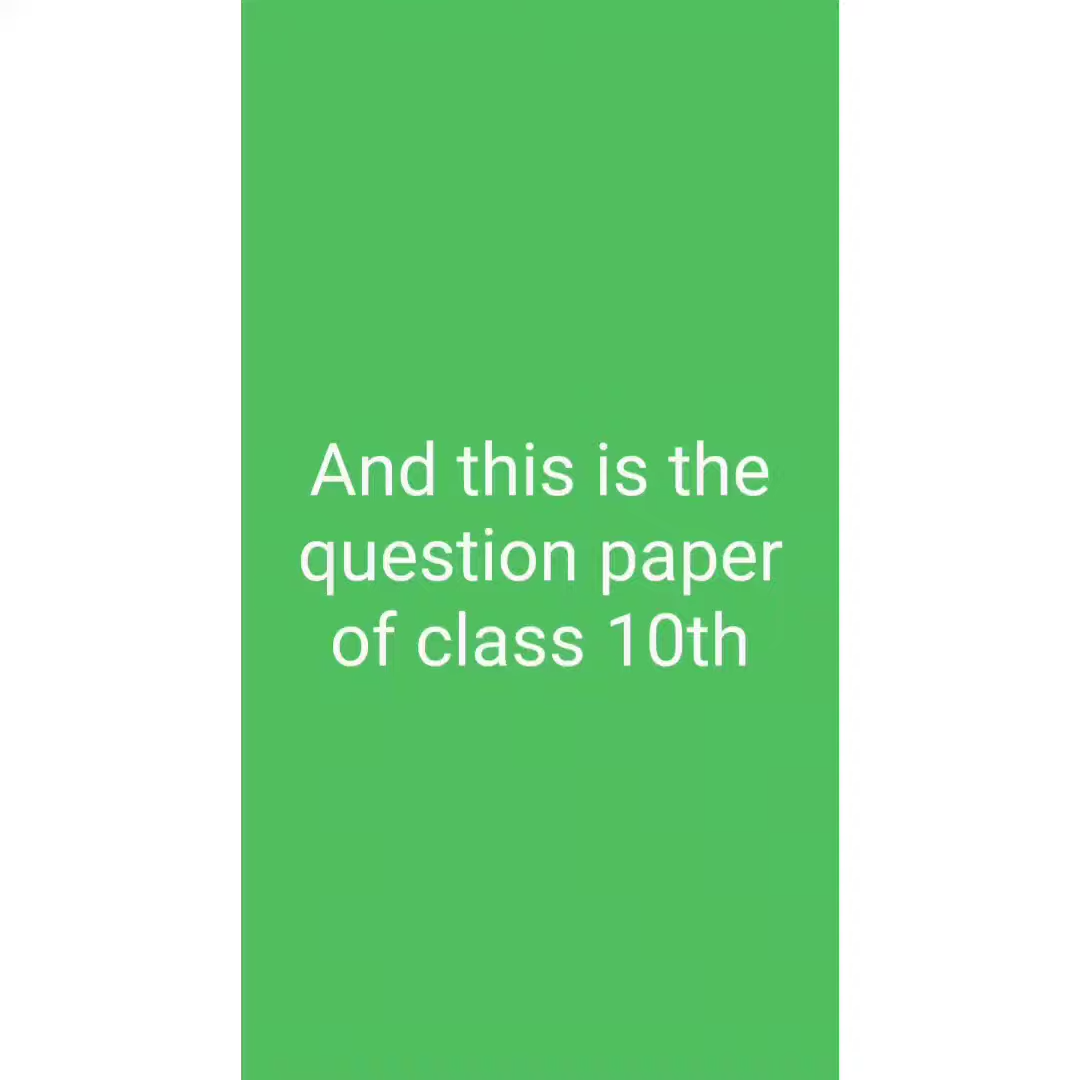 And this is the
question paper
of class 10th